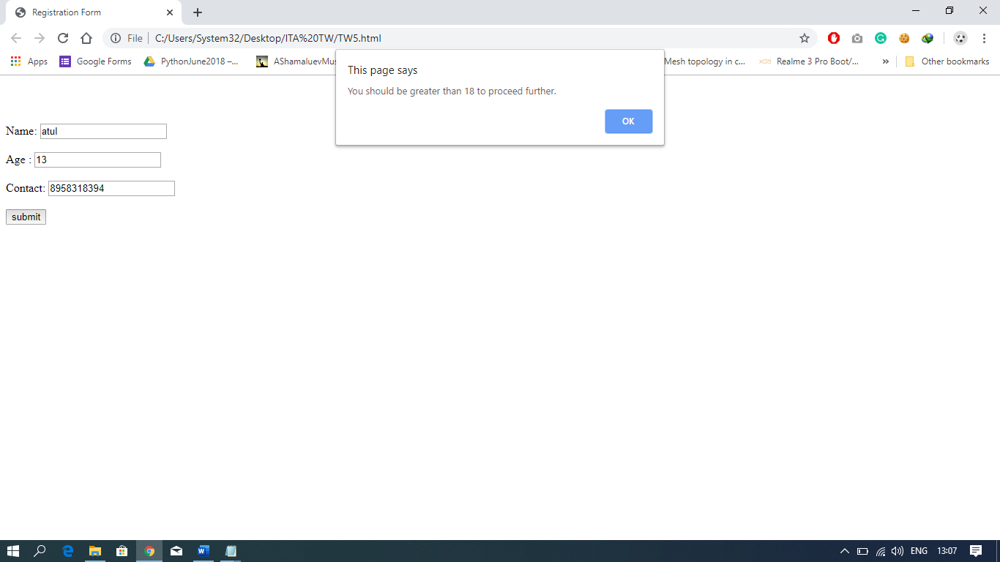 Registration Form
File C:/Users/System32/Desktop/ITA%20TW/TW5.html
Apps Google Forms PythonJune2018 –... AShamaluevMus Mesh topology in c... xda Realme 3 Pro Boot/... » Other bookmarks
This page says
You should be greater than 18 to proceed further.
OK
Name: atul
Age : 13
Contact: 8958318394
submit
ENG 13:07